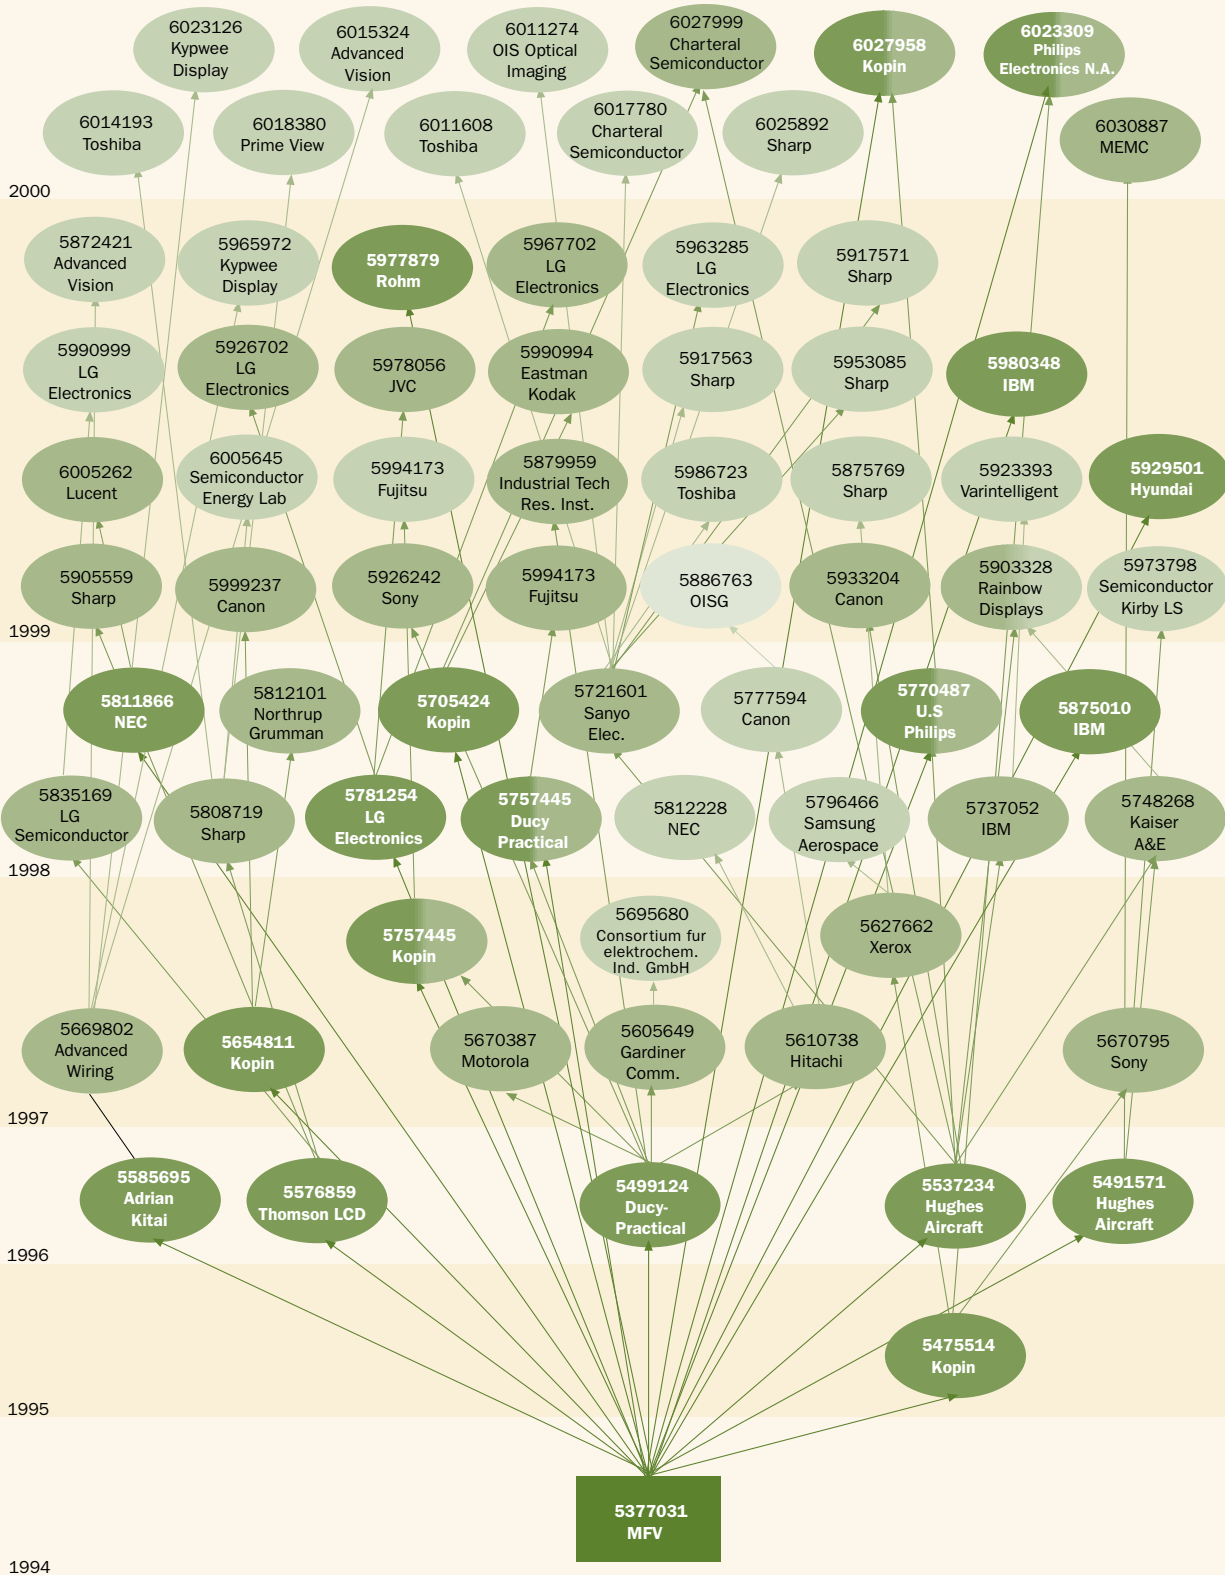 6023126
Kypwee
Display
6015324
Advanced
Vision
6011274
OIS Optical
Imaging
6027999
Charteral
Semiconductor
6027958
Kopin
6023309
Philips
Electronics N.A.
6014193
Toshiba
6018380
Prime View
6011608
Toshiba
6017780
Charteral
Semiconductor
6025892
Sharp
6030887
MEMC
2000
5872421
Advanced
Vision
5965972
Kypwee
Display
5977879
Rohm
5967702
LG
Electronics
5963285
LG
Electronics
5917571
Sharp
5990999
LG
Electronics
5926702
LG
Electronics
5978056
JVC
5990994
Eastman
Kodak
5917563
Sharp
5953085
Sharp
5980348
IBM
6005262
Lucent
6005645
Semiconductor
Energy Lab
5994173
Fujitsu
5879959
Industrial Tech
Res. Inst.
5986723
Toshiba
5875769
Sharp
5923393
Varintelligent
5929501
Hyundai
5905559
Sharp
5999237
Canon
5926242
Sony
5994173
Fujitsu
5886763
OISG
5933204
Canon
5903328
Rainbow
Displays
5973798
Semiconductor
Kirby LS
1999
5811866
NEC
5812101
Northrup
Grumman
5705424
Kopin
5721601
Sanyo
Elec.
5777594
Canon
5770487
U.S
Philips
5875010
IBM
5835169
LG
Semiconductor
5808719
Sharp
5781254
LG
Electronics
5757445
Ducy
Practical
5812228
NEC
5796466
Samsung
Aerospace
5737052
IBM
5748268
Kaiser
A&E
1998
5757445
Kopin
5695680
Consortium fur
elektrochem.
Ind. GmbH
5627662
Xerox
5669802
Advanced
Wiring
5654811
Kopin
5670387
Motorola
5605649
Gardiner
Comm.
5610738
Hitachi
5670795
Sony
1997
5585695
Adrian
Kitai
5576859
Thomson LCD
5499124
Ducy-
Practical
5537234
Hughes
Aircraft
5491571
Hughes
Aircraft
1996
5475514
Kopin
1995
5377031
MFV
1994